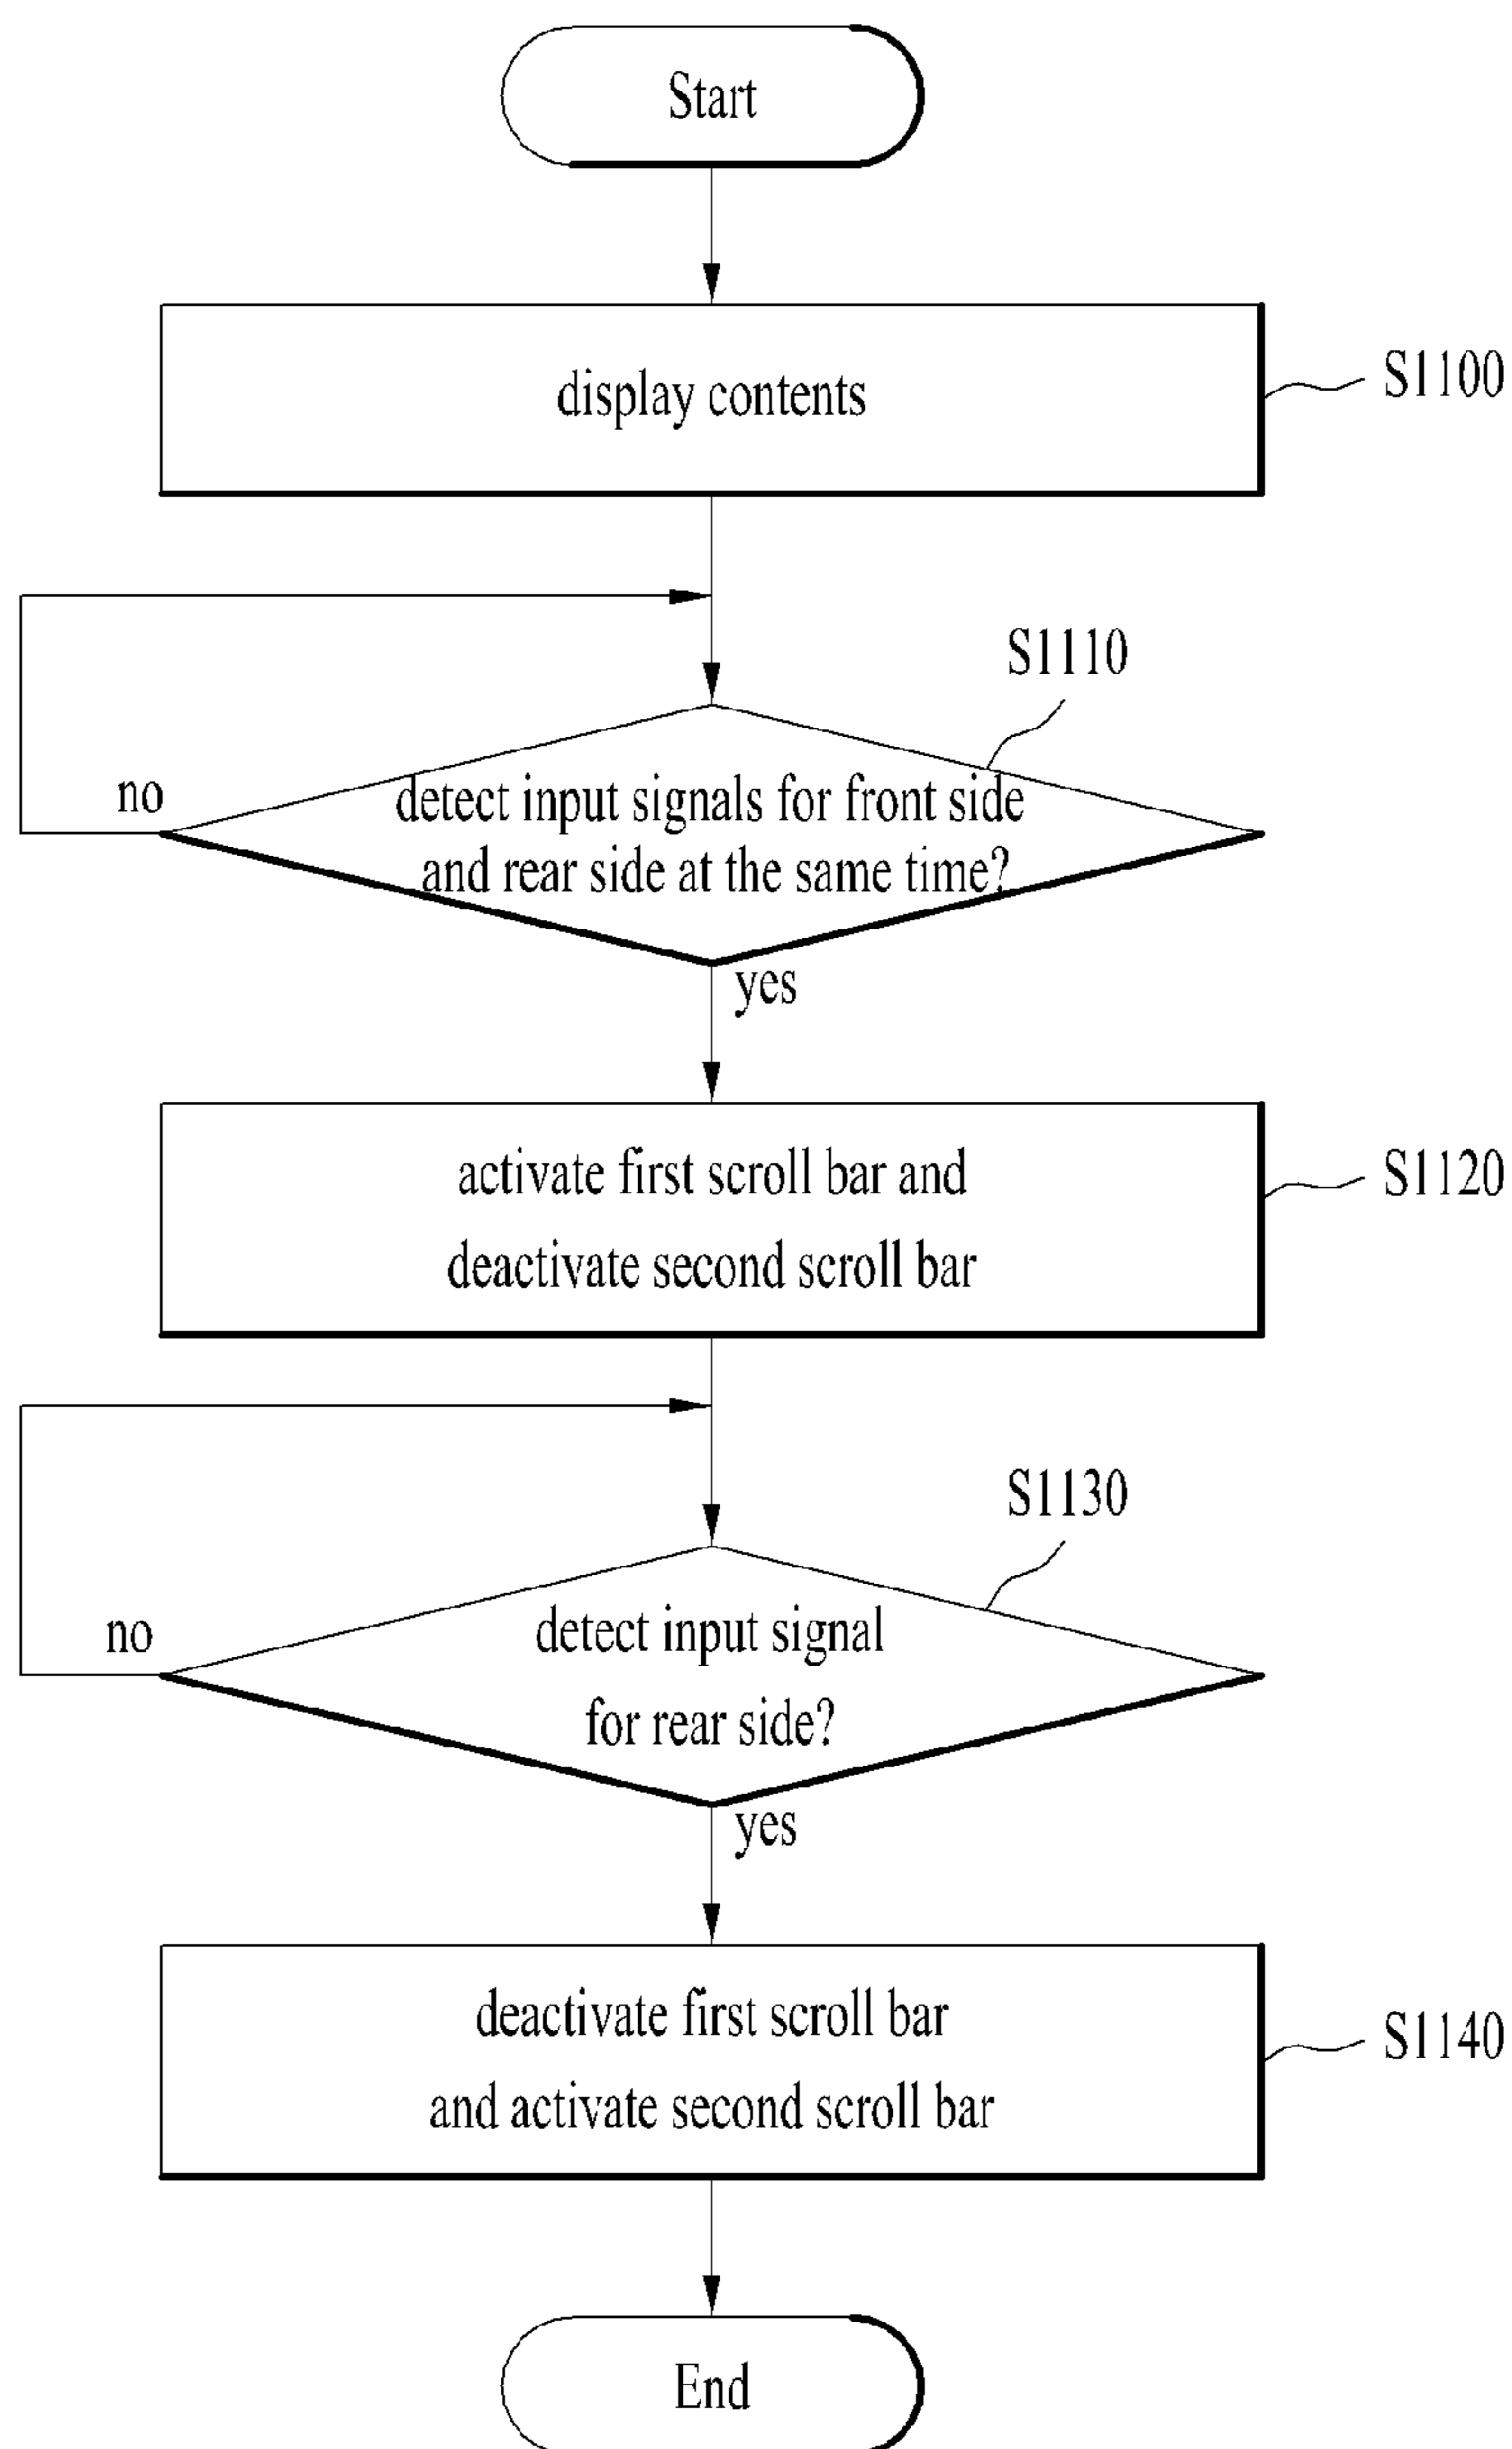 Start
display contents
S1100
S1110
no
detect input signals for front side
and rear side at the same time?
yes
activate first scroll bar and
deactivate second scroll bar
S1120
S1130
no
detect input signal
for rear side?
yes
deactivate first scroll bar
and activate second scroll bar
S1140
End